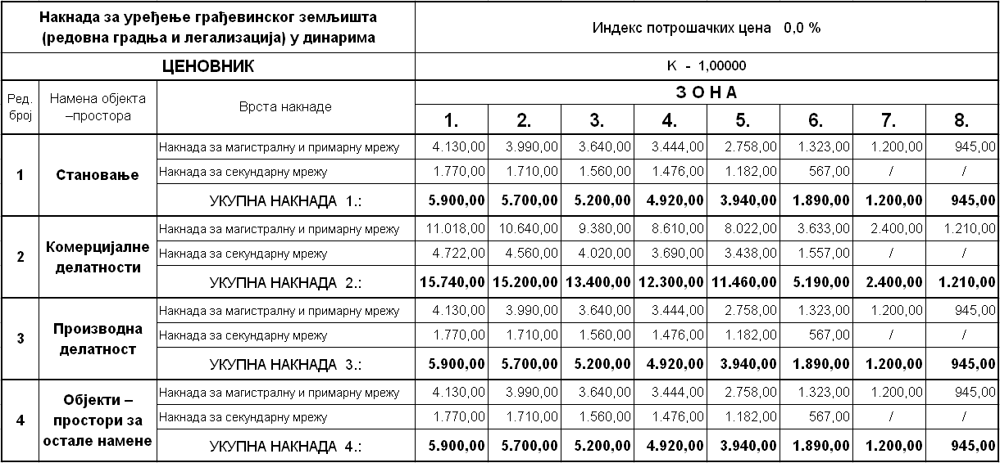 Накнада за уређење грађевинског земљишта
(редовна градња и легализација) у динарима
Индекс потрошачких цена 0,0 %
ЦЕНОВНИК
К - 1,00000
Ред. број
Намена објекта –простора
Врста накнаде
З О Н А
1. 2. 3. 4. 5. 6. 7. 8.
Накнада за магистралну и примарну мрежу 4.130,00 3.990,00 3.640,00 3.444,00 2.758,00 1.323,00 1.200,00 945,00
1 Становање Накнада за секундарну мрежу 1.770,00 1.710,00 1.560,00 1.476,00 1.182,00 567,00 / /
УКУПНА НАКНАДА 1.: 5.900,00 5.700,00 5.200,00 4.920,00 3.940,00 1.890,00 1.200,00 945,00
Накнада за магистралну и примарну мрежу 11.018,00 10.640,00 9.380,00 8.610,00 8.022,00 3.633,00 2.400,00 1.210,00
2 Комерцијалне делатности Накнада за секундарну мрежу 4.722,00 4.560,00 4.020,00 3.690,00 3.438,00 1.557,00 / /
УКУПНА НАКНАДА 2.: 15.740,00 15.200,00 13.400,00 12.300,00 11.460,00 5.190,00 2.400,00 1.210,00
Накнада за магистралну и примарну мрежу 4.130,00 3.990,00 3.640,00 3.444,00 2.758,00 1.323,00 1.200,00 945,00
3 Производна делатност Накнада за секундарну мрежу 1.770,00 1.710,00 1.560,00 1.476,00 1.182,00 567,00 / /
УКУПНА НАКНАДА 3.: 5.900,00 5.700,00 5.200,00 4.920,00 3.940,00 1.890,00 1.200,00 945,00
Накнада за магистралну и примарну мрежу 4.130,00 3.990,00 3.640,00 3.444,00 2.758,00 1.323,00 1.200,00 945,00
4 Објекти – простори за остале намене Накнада за секундарну мрежу 1.770,00 1.710,00 1.560,00 1.476,00 1.182,00 567,00 / /
УКУПНА НАКНАДА 4.: 5.900,00 5.700,00 5.200,00 4.920,00 3.940,00 1.890,00 1.200,00 945,00